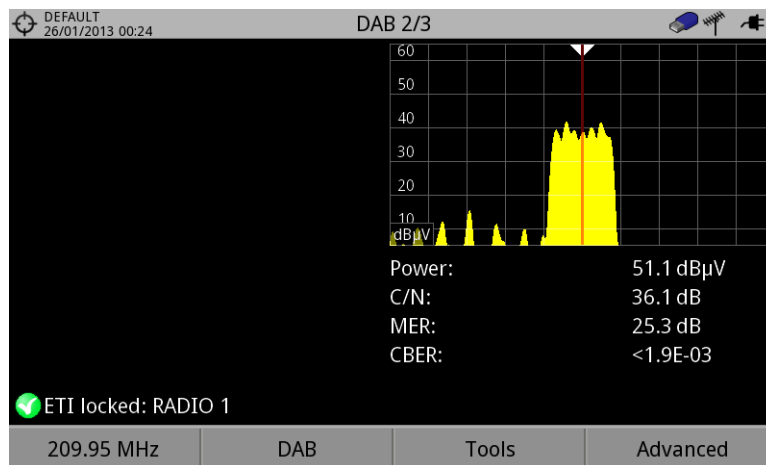 DEFAULT
26/01/2013 00:24
DAB 2/3
60
50
40
30
20
10
dBµV
Power: 51.1 dBµV
C/N: 36.1 dB
MER: 25.3 dB
CBER: <1.9E-03
ETI locked: RADIO 1
209.95 MHz DAB Tools Advanced